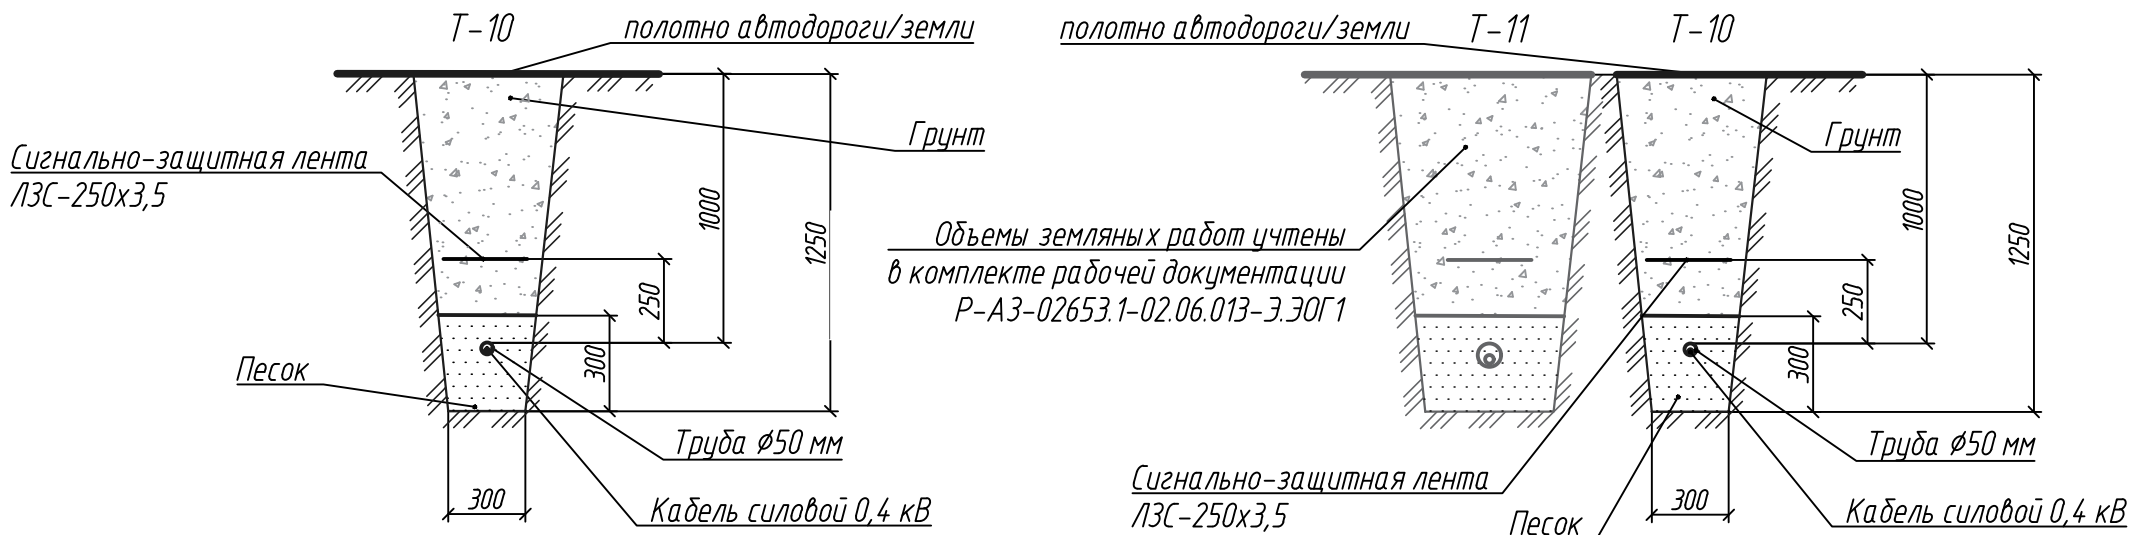 Т-10
полотно автодороги/земли
Грунт
Сигнально-защитная лента
ЛЗС-250х3,5
1000
1250
250
300
Песок
Труба ϕ50 мм
300
Кабель силовой 0,4 кВ
полотно автодороги/земли
Т-11
Т-10
Грунт
Объемы земляных работ учтены
в комплекте рабочей документации
Р-АЗ-02653.1-02.06.013-Э.ЭОГ1
1000
1250
250
300
Труба ϕ50 мм
Сигнально-защитная лента
ЛЗС-250х3,5
300
Песок
Кабель силовой 0,4 кВ